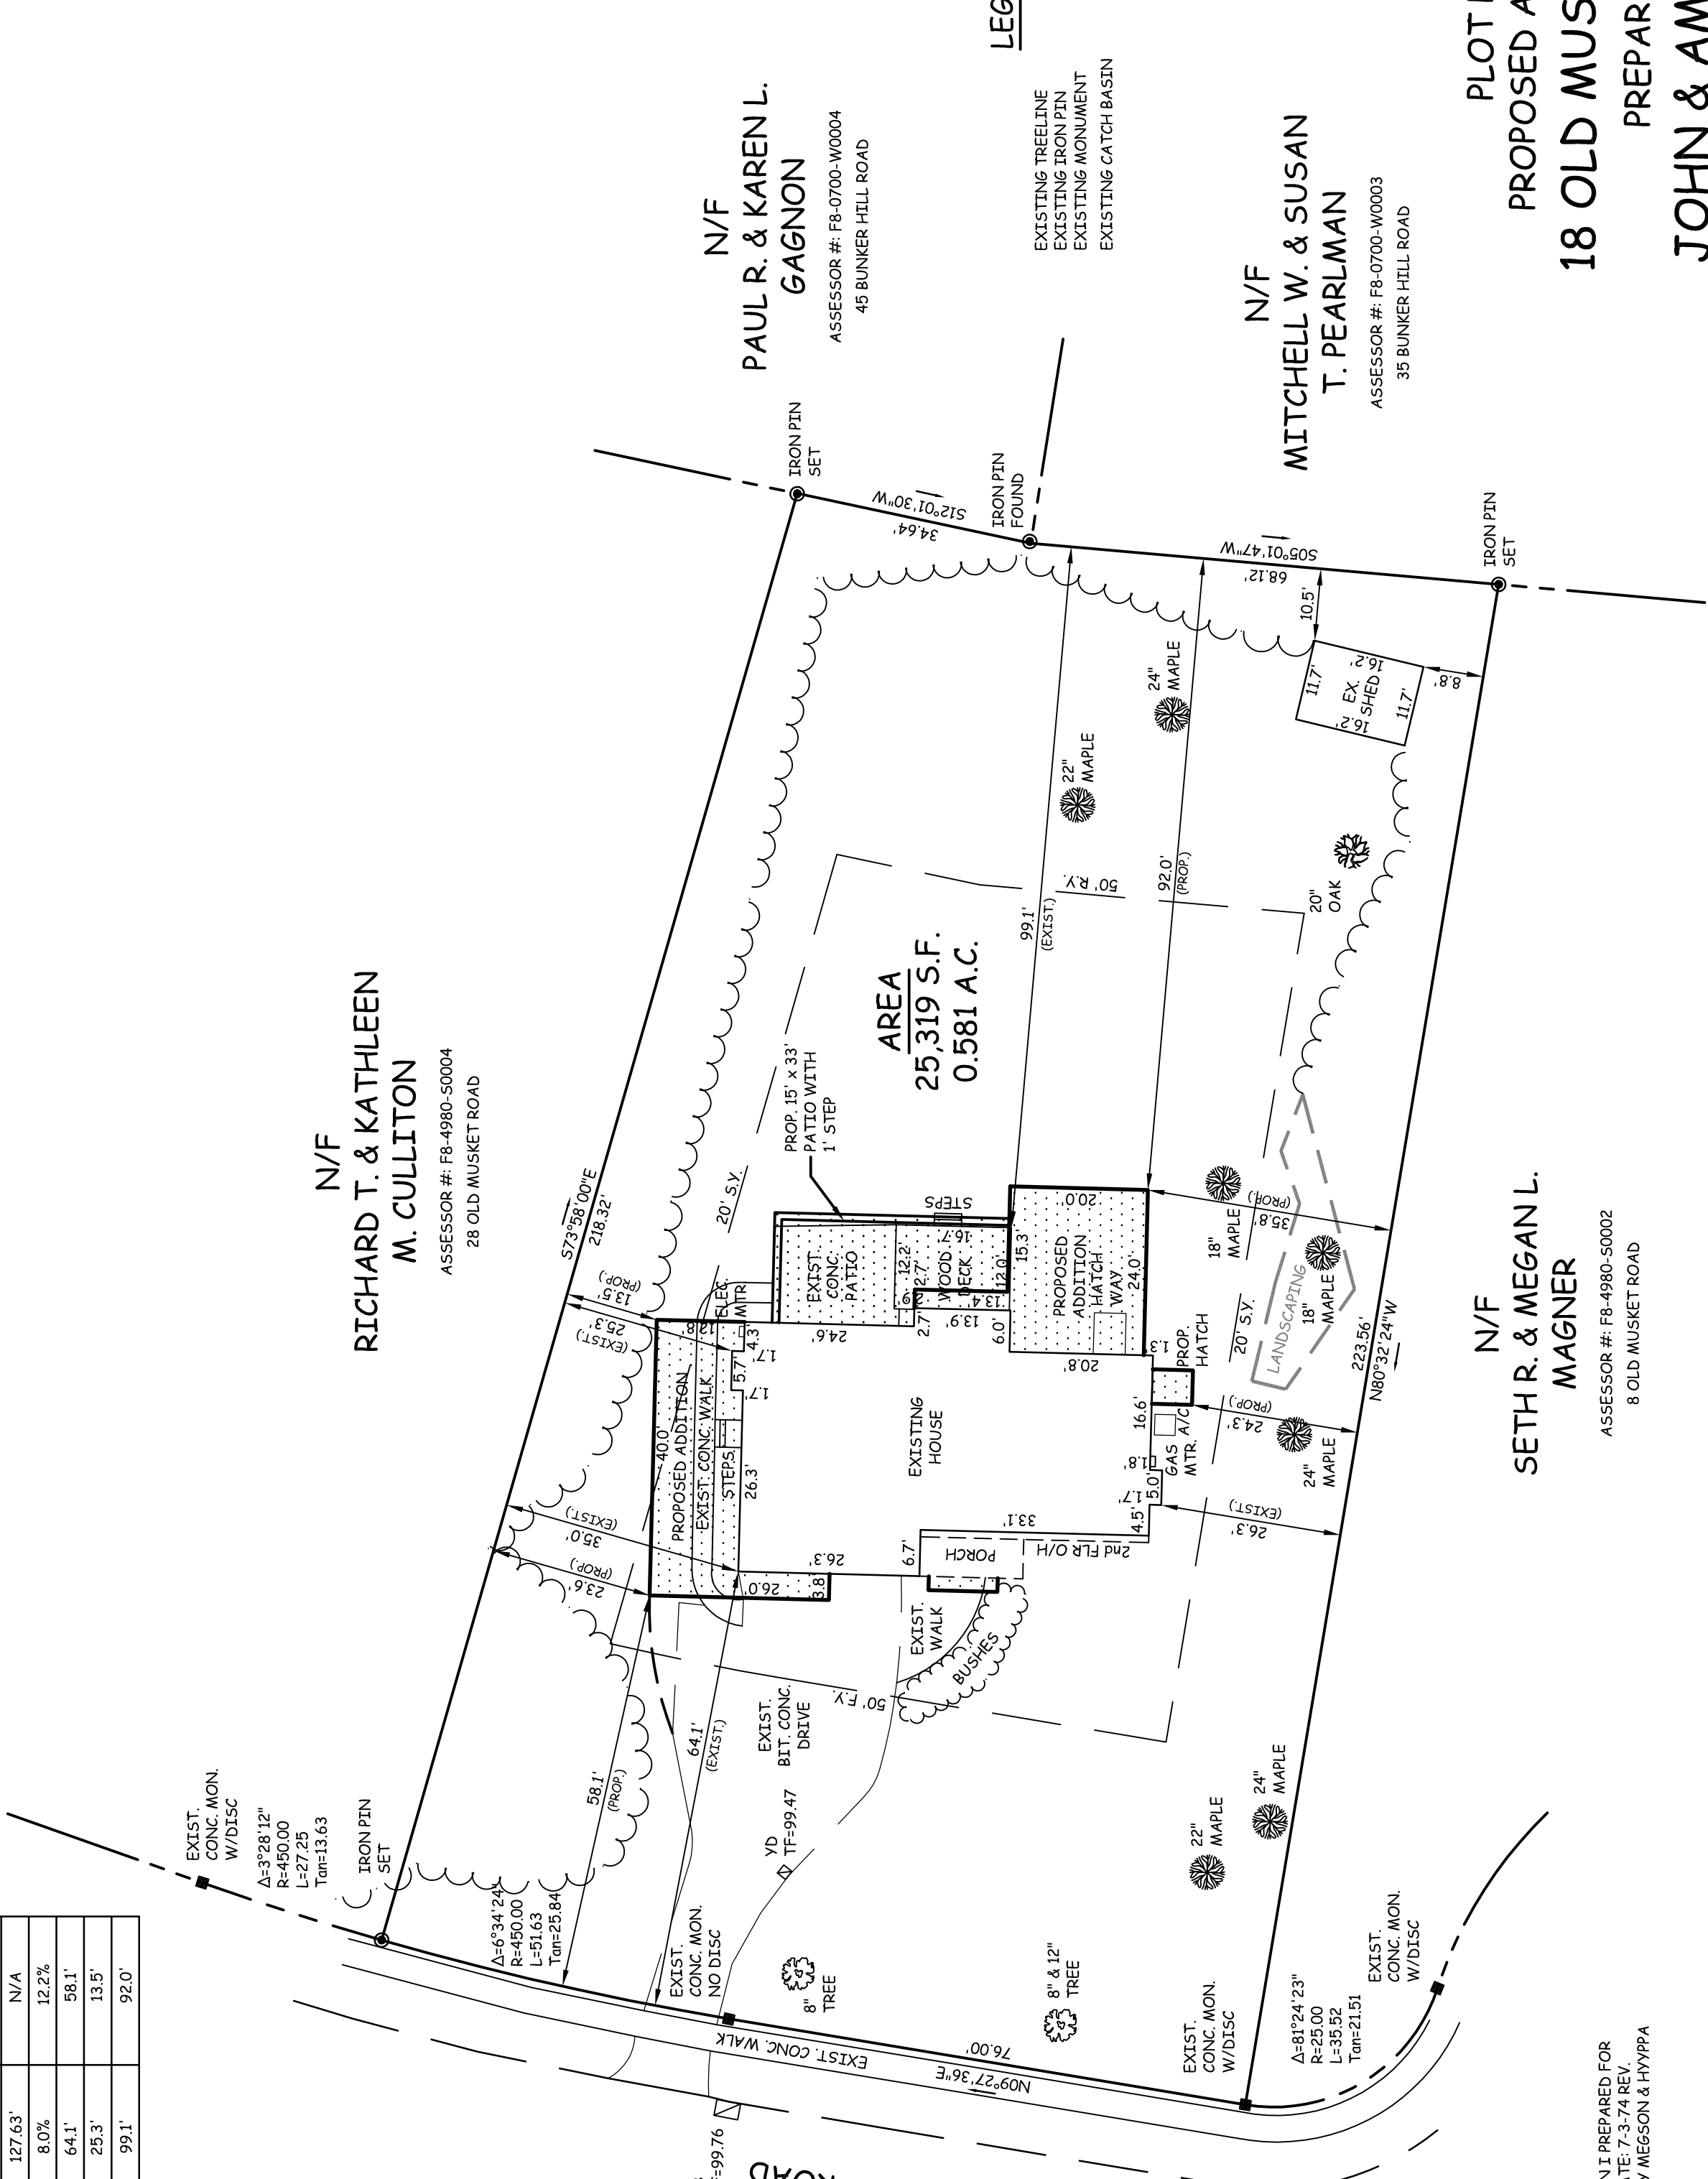 LEG
PLOT
PROPOSED A
18 OLD MUS
PREPAR
JOHN & AM
EXISTING TREELINE
EXISTING IRON PIN
EXISTING MONUMENT
EXISTING CATCH BASIN
N/F
PAUL R. & KAREN L.
GAGNON
ASSESSOR #: F8-0700-W0004
45 BUNKER HILL ROAD
N/F
MITCHELL W. & SUSAN
T. PEARLMAN
ASSESSOR #: F8-0700-W0003
35 BUNKER HILL ROAD
IRON PIN
SET
S12°01'30"W
34.64'
IRON PIN
FOUND
S05°01'47"W
68.12'
IRON PIN
SET
10.5'
11.7'
16.2'
EX.
SHED
16.2'
11.7'
8.8'
24"
MAPLE
22"
MAPLE
20"
OAK
50' R.Y.
99.1'
(EXIST.)
92.0'
(PROP.)
AREA
25,319 S.F.
0.581 A.C.
N/F
RICHARD T. & KATHLEEN
M. CULLITON
ASSESSOR #: F8-4980-S0004
28 OLD MUSKET ROAD
S73°58'00"E
218.32'
20' S.Y.
PROP. 15' x 33'
PATIO WITH
1' STEP
13.5'
(PROP.)
25.3'
(EXIST.)
ELEC.
MTR.
12.8'
4.3'
1.7'
5.7'
1.7'
EXIST.
CONC.
PATIO
24.6'
STEPS
16.7'
12.2'
2.7'
WOOD
DECK
12.0'
2.9'
13.4'
2.7'
13.9'
6.0'
15.3'
20.0'
PROPOSED
ADDITION
HATCH
WAY
24.0'
20.8'
1.3'
PROP.
HATCH
35.8'
(PROP.)
18"
MAPLE
18"
MAPLE
LANDSCAPING
20' S.Y.
223.56'
N80°32'24"W
N/F
SETH R. & MEGAN L.
MAGNER
ASSESSOR #: F8-4980-S0002
8 OLD MUSKET ROAD
40.0'
PROPOSED ADDITION
EXIST. CONC. WALK
STEPS
26.3'
EXISTING
HOUSE
16.6'
A/C
GAS
MTR.
1.8'
5.0'
1.7'
4.5'
24.3'
(PROP.)
24"
MAPLE
26.3'
(EXIST.)
33.1'
2nd FLR O/H
PORCH
6.7'
26.3'
26.0'
3.8'
35.0'
(EXIST.)
23.6'
(PROP.)
EXIST.
WALK
BUSHES
50' F.Y.
58.1'
(PROP.)
64.1'
(EXIST.)
EXIST.
BIT. CONC.
DRIVE
YD
TF=99.47
22"
MAPLE
24"
MAPLE
EXIST.
CONC. MON.
W/DISC
Δ=3°28'12"
R=450.00
L=27.25
Tan=13.63
IRON PIN
SET
Δ=6°34'24"
R=450.00
L=51.63
Tan=25.84
EXIST.
CONC. MON.
NO DISC
8"
TREE
8" & 12"
TREE
EXIST.
CONC. MON.
W/DISC
Δ=81°24'23"
R=25.00
L=35.52
Tan=21.51
EXIST.
CONC. MON.
W/DISC
EXIST. CONC. WALK
76.00'
N09°27'36"E
=99.76
ROAD
127.63' N/A
8.0% 12.2%
64.1' 58.1'
25.3' 13.5'
99.1' 92.0'
N I PREPARED FOR
ATE: 7-3-74 REV.
Y MEGSON & HYYPPA